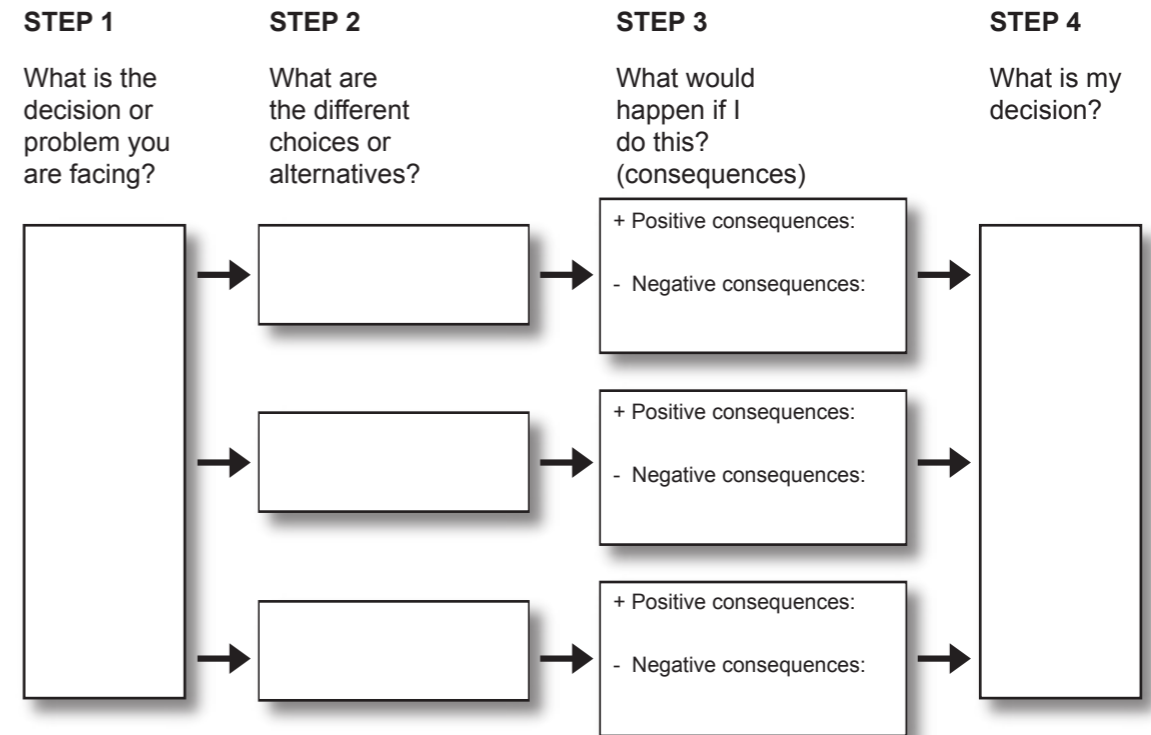 STEP 1
What is the
decision or
problem you
are facing?
STEP 2
What are
the different
choices or
alternatives?
STEP 3
What would
happen if I
do this?
(consequences)
STEP 4
What is my
decision?
+ Positive consequences:
- Negative consequences:
+ Positive consequences:
- Negative consequences:
+ Positive consequences:
- Negative consequences: